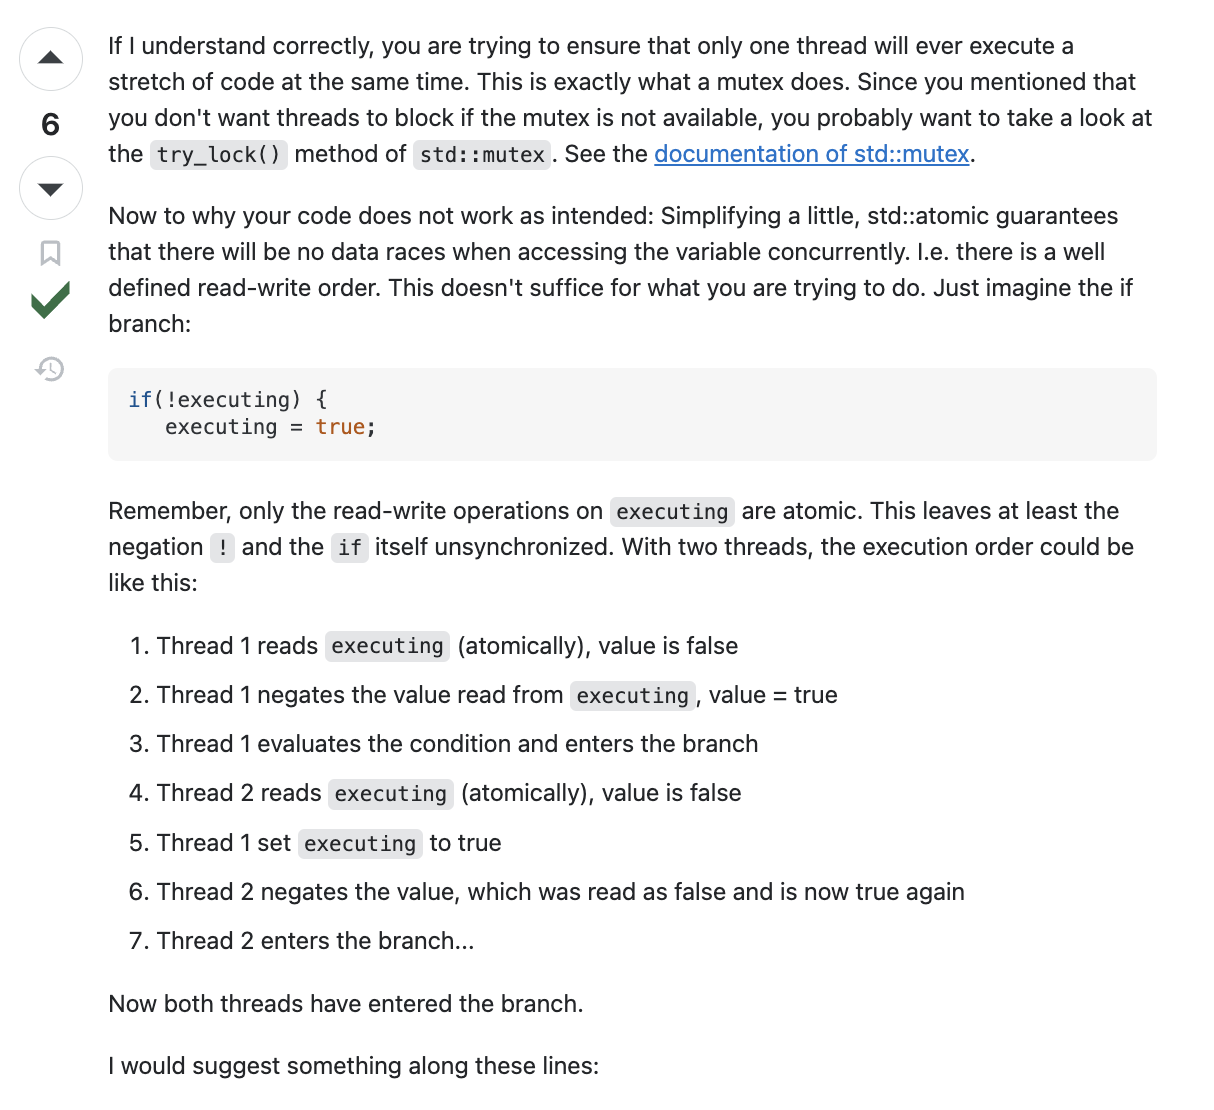 If I understand correctly, you are trying to ensure that only one thread will ever execute a
stretch of code at the same time. This is exactly what a mutex does. Since you mentioned that
you don't want threads to block if the mutex is not available, you probably want to take a look at
the try_lock() method of std::mutex. See the documentation of std::mutex.
6
Now to why your code does not work as intended: Simplifying a little, std::atomic guarantees
that there will be no data races when accessing the variable concurrently. I.e. there is a well
defined read-write order. This doesn't suffice for what you are trying to do. Just imagine the if
branch:
if(!executing) {
   executing = true;
Remember, only the read-write operations on executing are atomic. This leaves at least the
negation ! and the if itself unsynchronized. With two threads, the execution order could be
like this:
1. Thread 1 reads executing (atomically), value is false
2. Thread 1 negates the value read from executing, value = true
3. Thread 1 evaluates the condition and enters the branch
4. Thread 2 reads executing (atomically), value is false
5. Thread 1 set executing to true
6. Thread 2 negates the value, which was read as false and is now true again
7. Thread 2 enters the branch...
Now both threads have entered the branch.
I would suggest something along these lines: